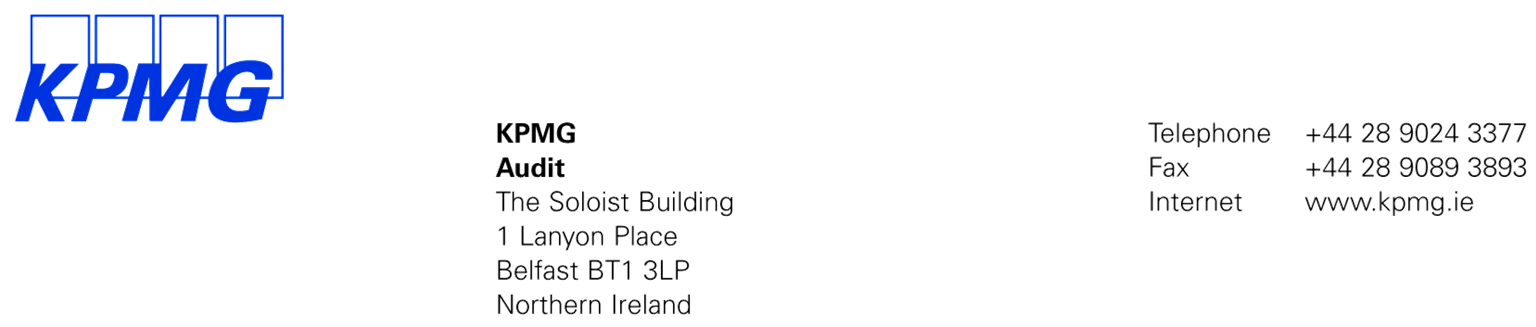 KPMG
KPMG
Audit
The Soloist Building
1 Lanyon Place
Belfast BT1 3LP
Northern Ireland
Telephone +44 28 9024 3377
Fax +44 28 9089 3893
Internet www.kpmg.ie